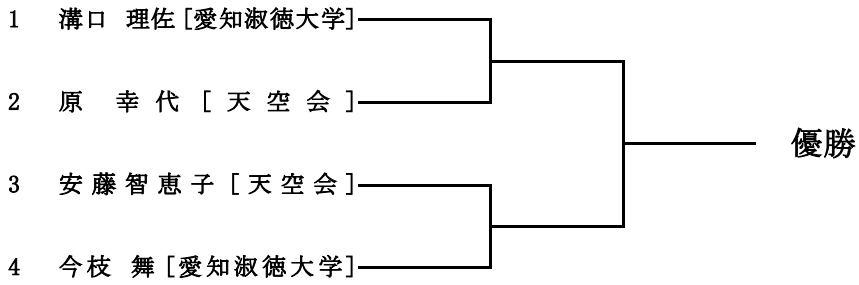 1 溝口 理佐[愛知淑徳大学]
2 原 幸代[天空会]
優勝
3 安藤智恵子[天空会]
4 今枝 舞[愛知淑徳大学]